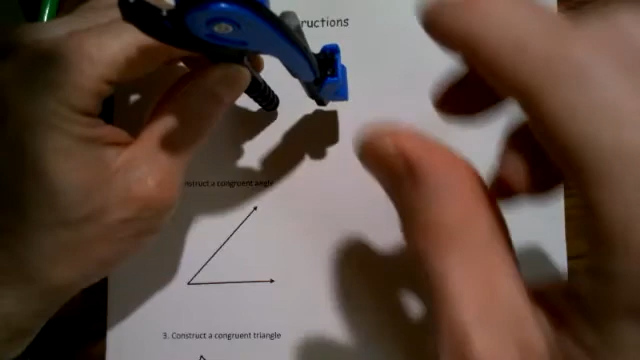 ructions
nstruct a congruent angle
3. Construct a congruent triangle